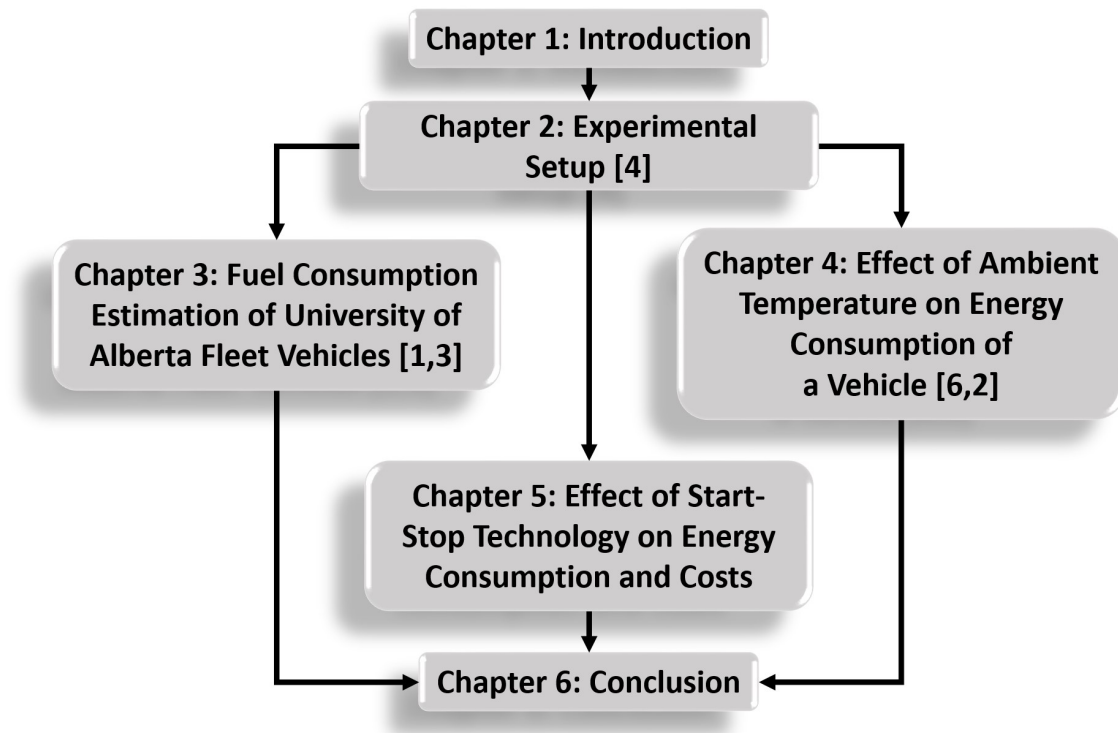 Chapter 1: Introduction
Chapter 2: Experimental
Setup [4]
Chapter 3: Fuel Consumption
Estimation of University of
Alberta Fleet Vehicles [1,3]
Chapter 4: Effect of Ambient
Temperature on Energy
Consumption of
a Vehicle [6,2]
Chapter 5: Effect of Start-
Stop Technology on Energy
Consumption and Costs
Chapter 6: Conclusion